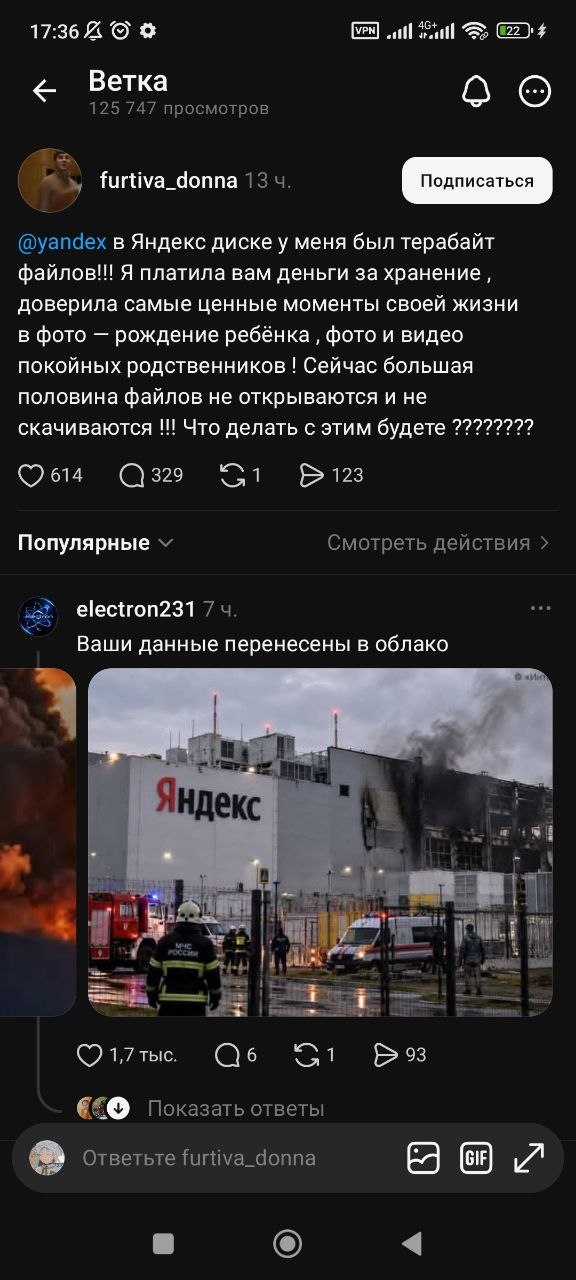 17:36
VPN 4G+ 22
Ветка
125 747 просмотров
furtiva_donna 13 ч.
Подписаться
@yandex в Яндекс диске у меня был терабайт
файлов!!! Я платила вам деньги за хранение ,
доверила самые ценные моменты своей жизни
в фото — рождение ребёнка , фото и видео
покойных родственников ! Сейчас большая
половина файлов не открываются и не
скачиваются !!! Что делать с этим будете ????????
614 329 1 123
Популярные
Смотреть действия
electron231 7 ч.
Ваши данные перенесены в облако
Яндекс
МЧС
РОССИИ
1,7 тыс. 6 1 93
Показать ответы
Ответьте furtiva_donna
GIF